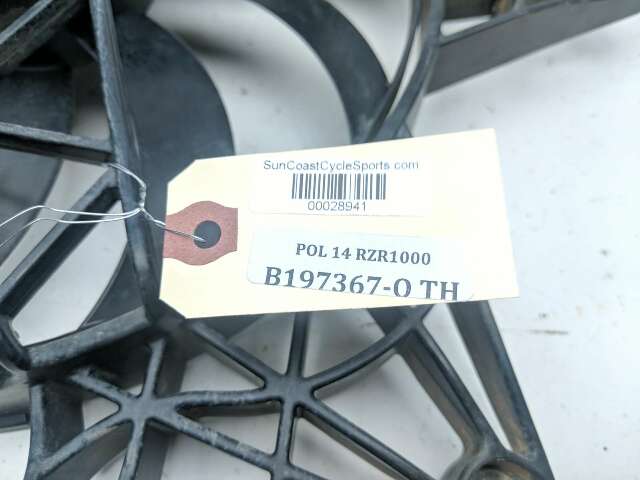 SunCoastCycleSports com
00028941
POL 14 RZR1000
B197367-O TH